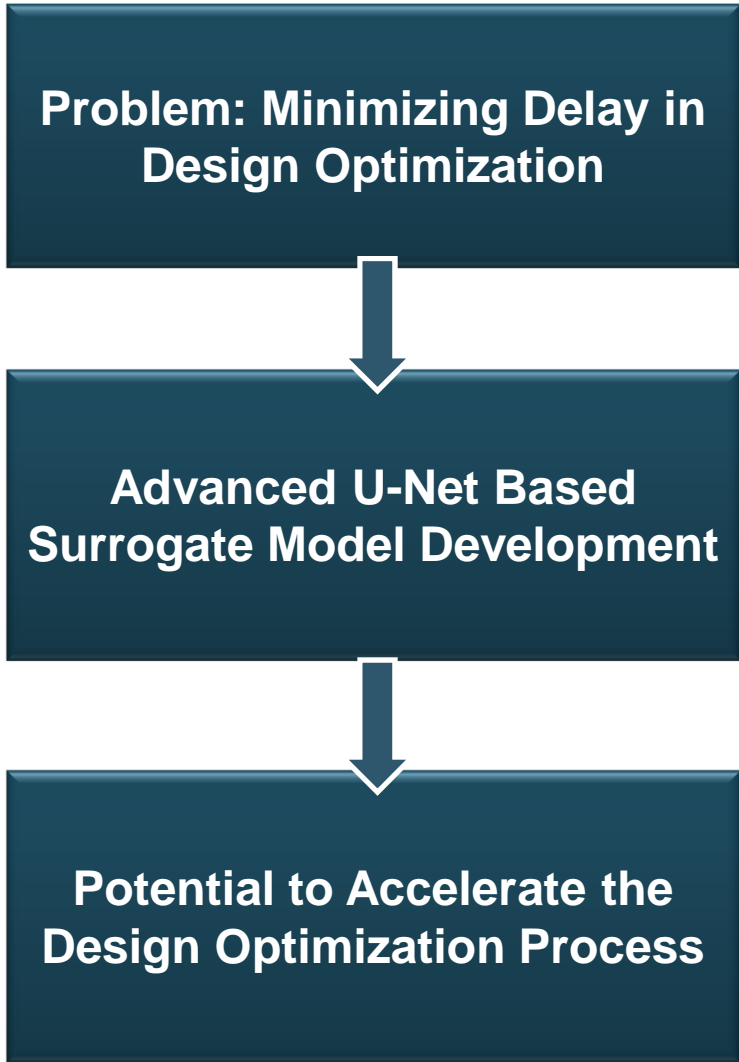 Problem: Minimizing Delay in
Design Optimization
Advanced U-Net Based
Surrogate Model Development
Potential to Accelerate the
Design Optimization Process